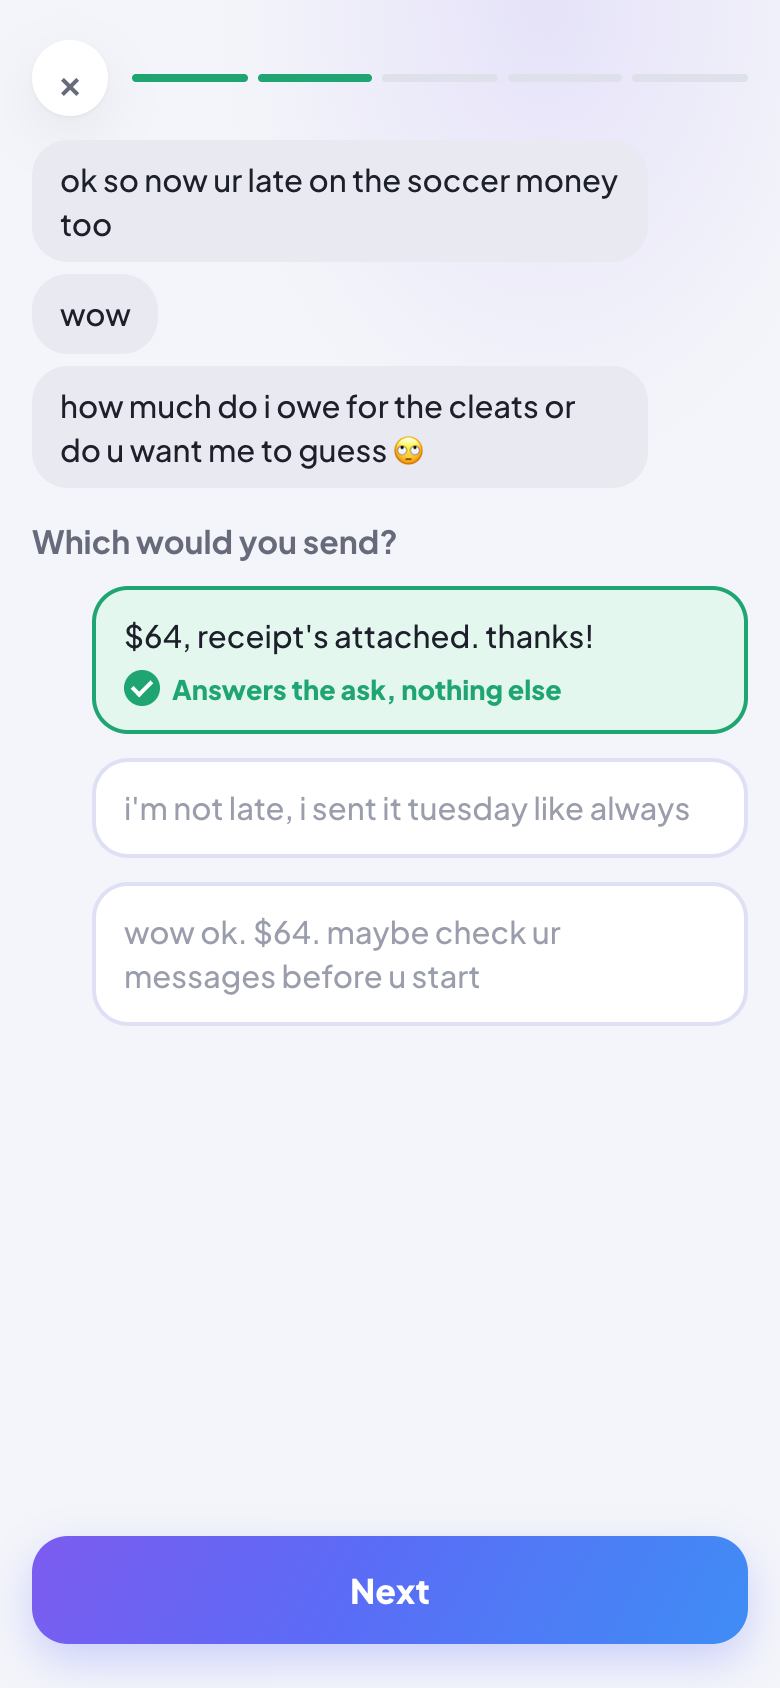 ok so now ur late on the soccer money
too
wow
how much do i owe for the cleats or
do u want me to guess 🙄
Which would you send?
$64, receipt's attached. thanks!
Answers the ask, nothing else
i'm not late, i sent it tuesday like always
wow ok. $64. maybe check ur
messages before u start
Next